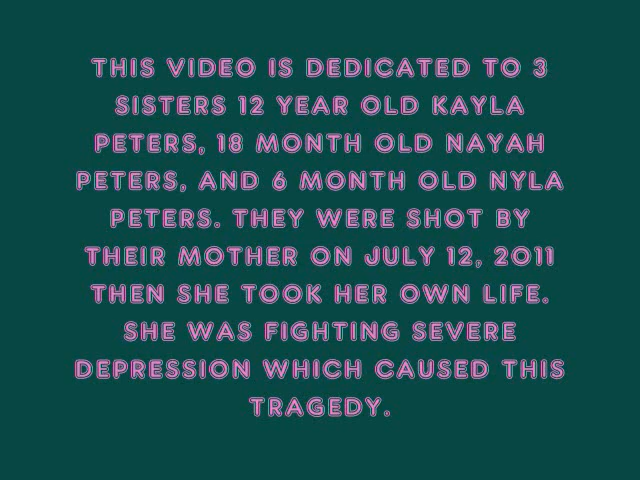 THIS VIDEO IS DEDICATED TO 3
SISTERS 12 YEAR OLD KAYLA
PETERS, 18 MONTH OLD NAYAH
PETERS, AND 6 MONTH OLD NYLA
PETERS. THEY WERE SHOT BY
THEIR MOTHER ON JULY 12, 2011
THEN SHE TOOK HER OWN LIFE.
SHE WAS FIGHTING SEVERE
DEPRESSION WHICH CAUSED THIS
TRAGEDY.